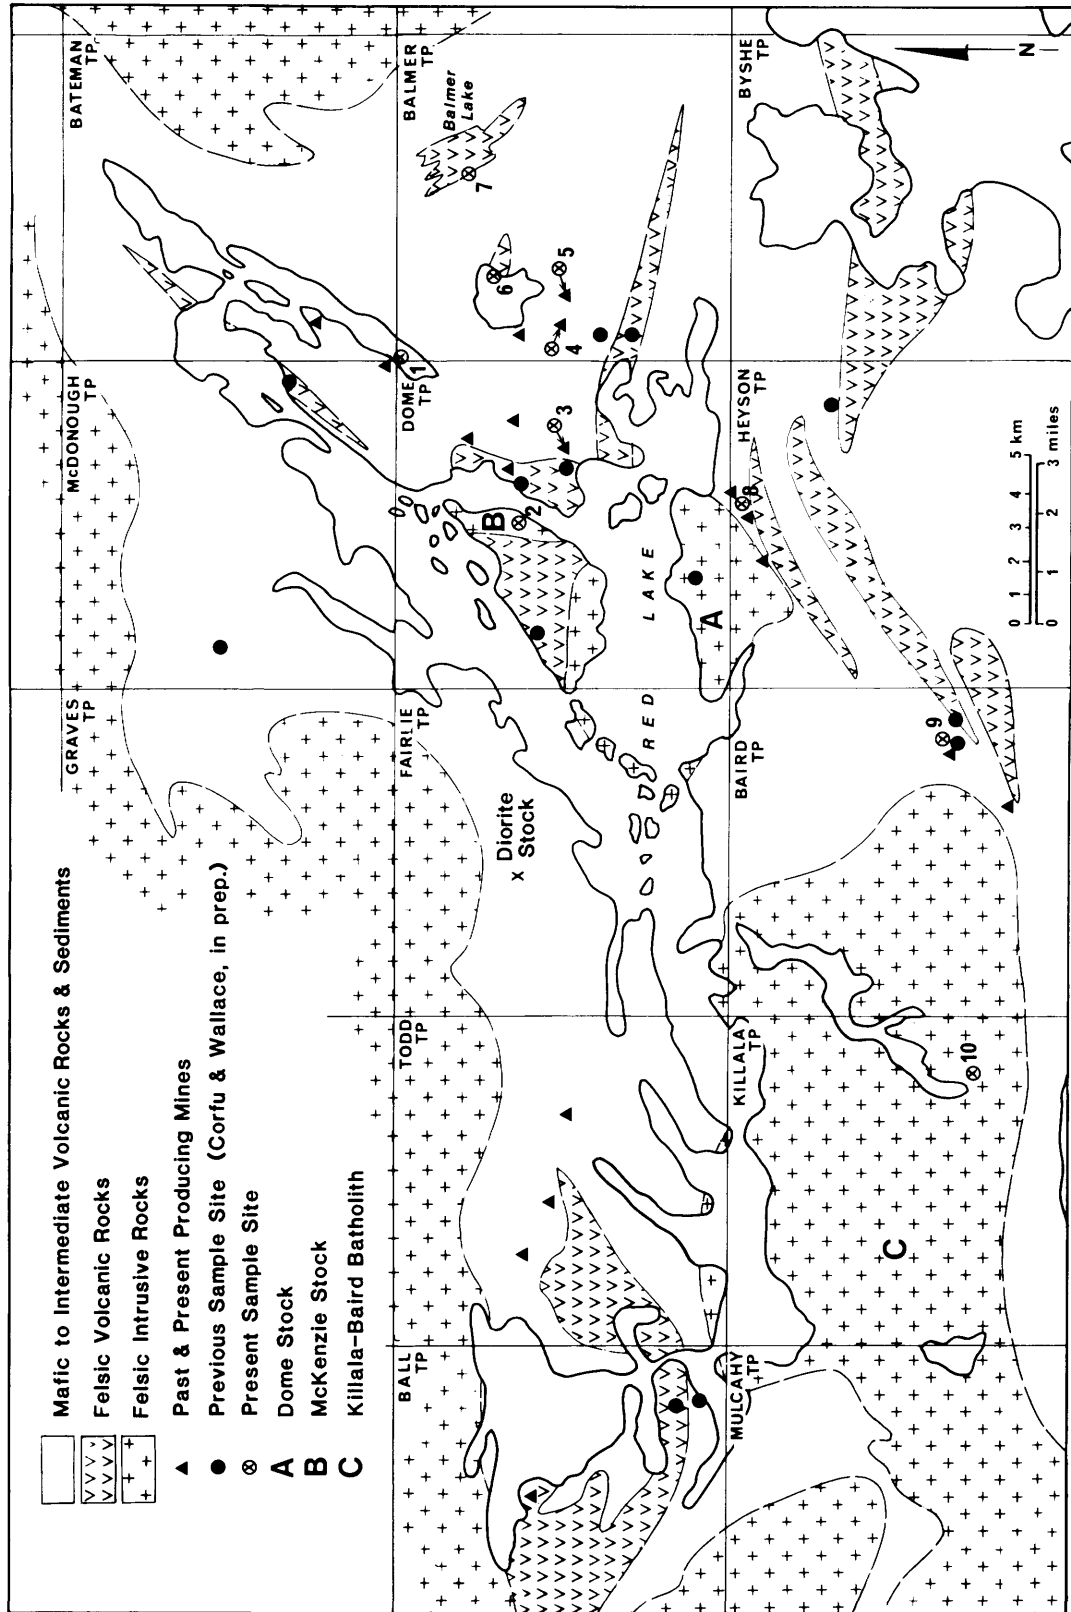 Mafic to Intermediate Volcanic Rocks & Sediments
Felsic Volcanic Rocks
Felsic Intrusive Rocks
Past & Present Producing Mines
Previous Sample Site (Corfu & Wallace, in prep.)
Present Sample Site
A Dome Stock
B McKenzie Stock
C Killala-Baird Batholith
GRAVES TP
McDONOUGH TP
BATEMAN TP
BALL TP
TODD TP
FAIRLIE TP
DOME TP
BALMER TP
Balmer Lake
MULCAHY TP
KILLALA TP
BAIRD TP
HEYSON TP
BYSHE TP
x Diorite Stock
RED LAKE
A
B
C
1
2
3
4
5
6
7
8
9
10
N
0 1 2 3 4 5 km
0 1 2 3 miles